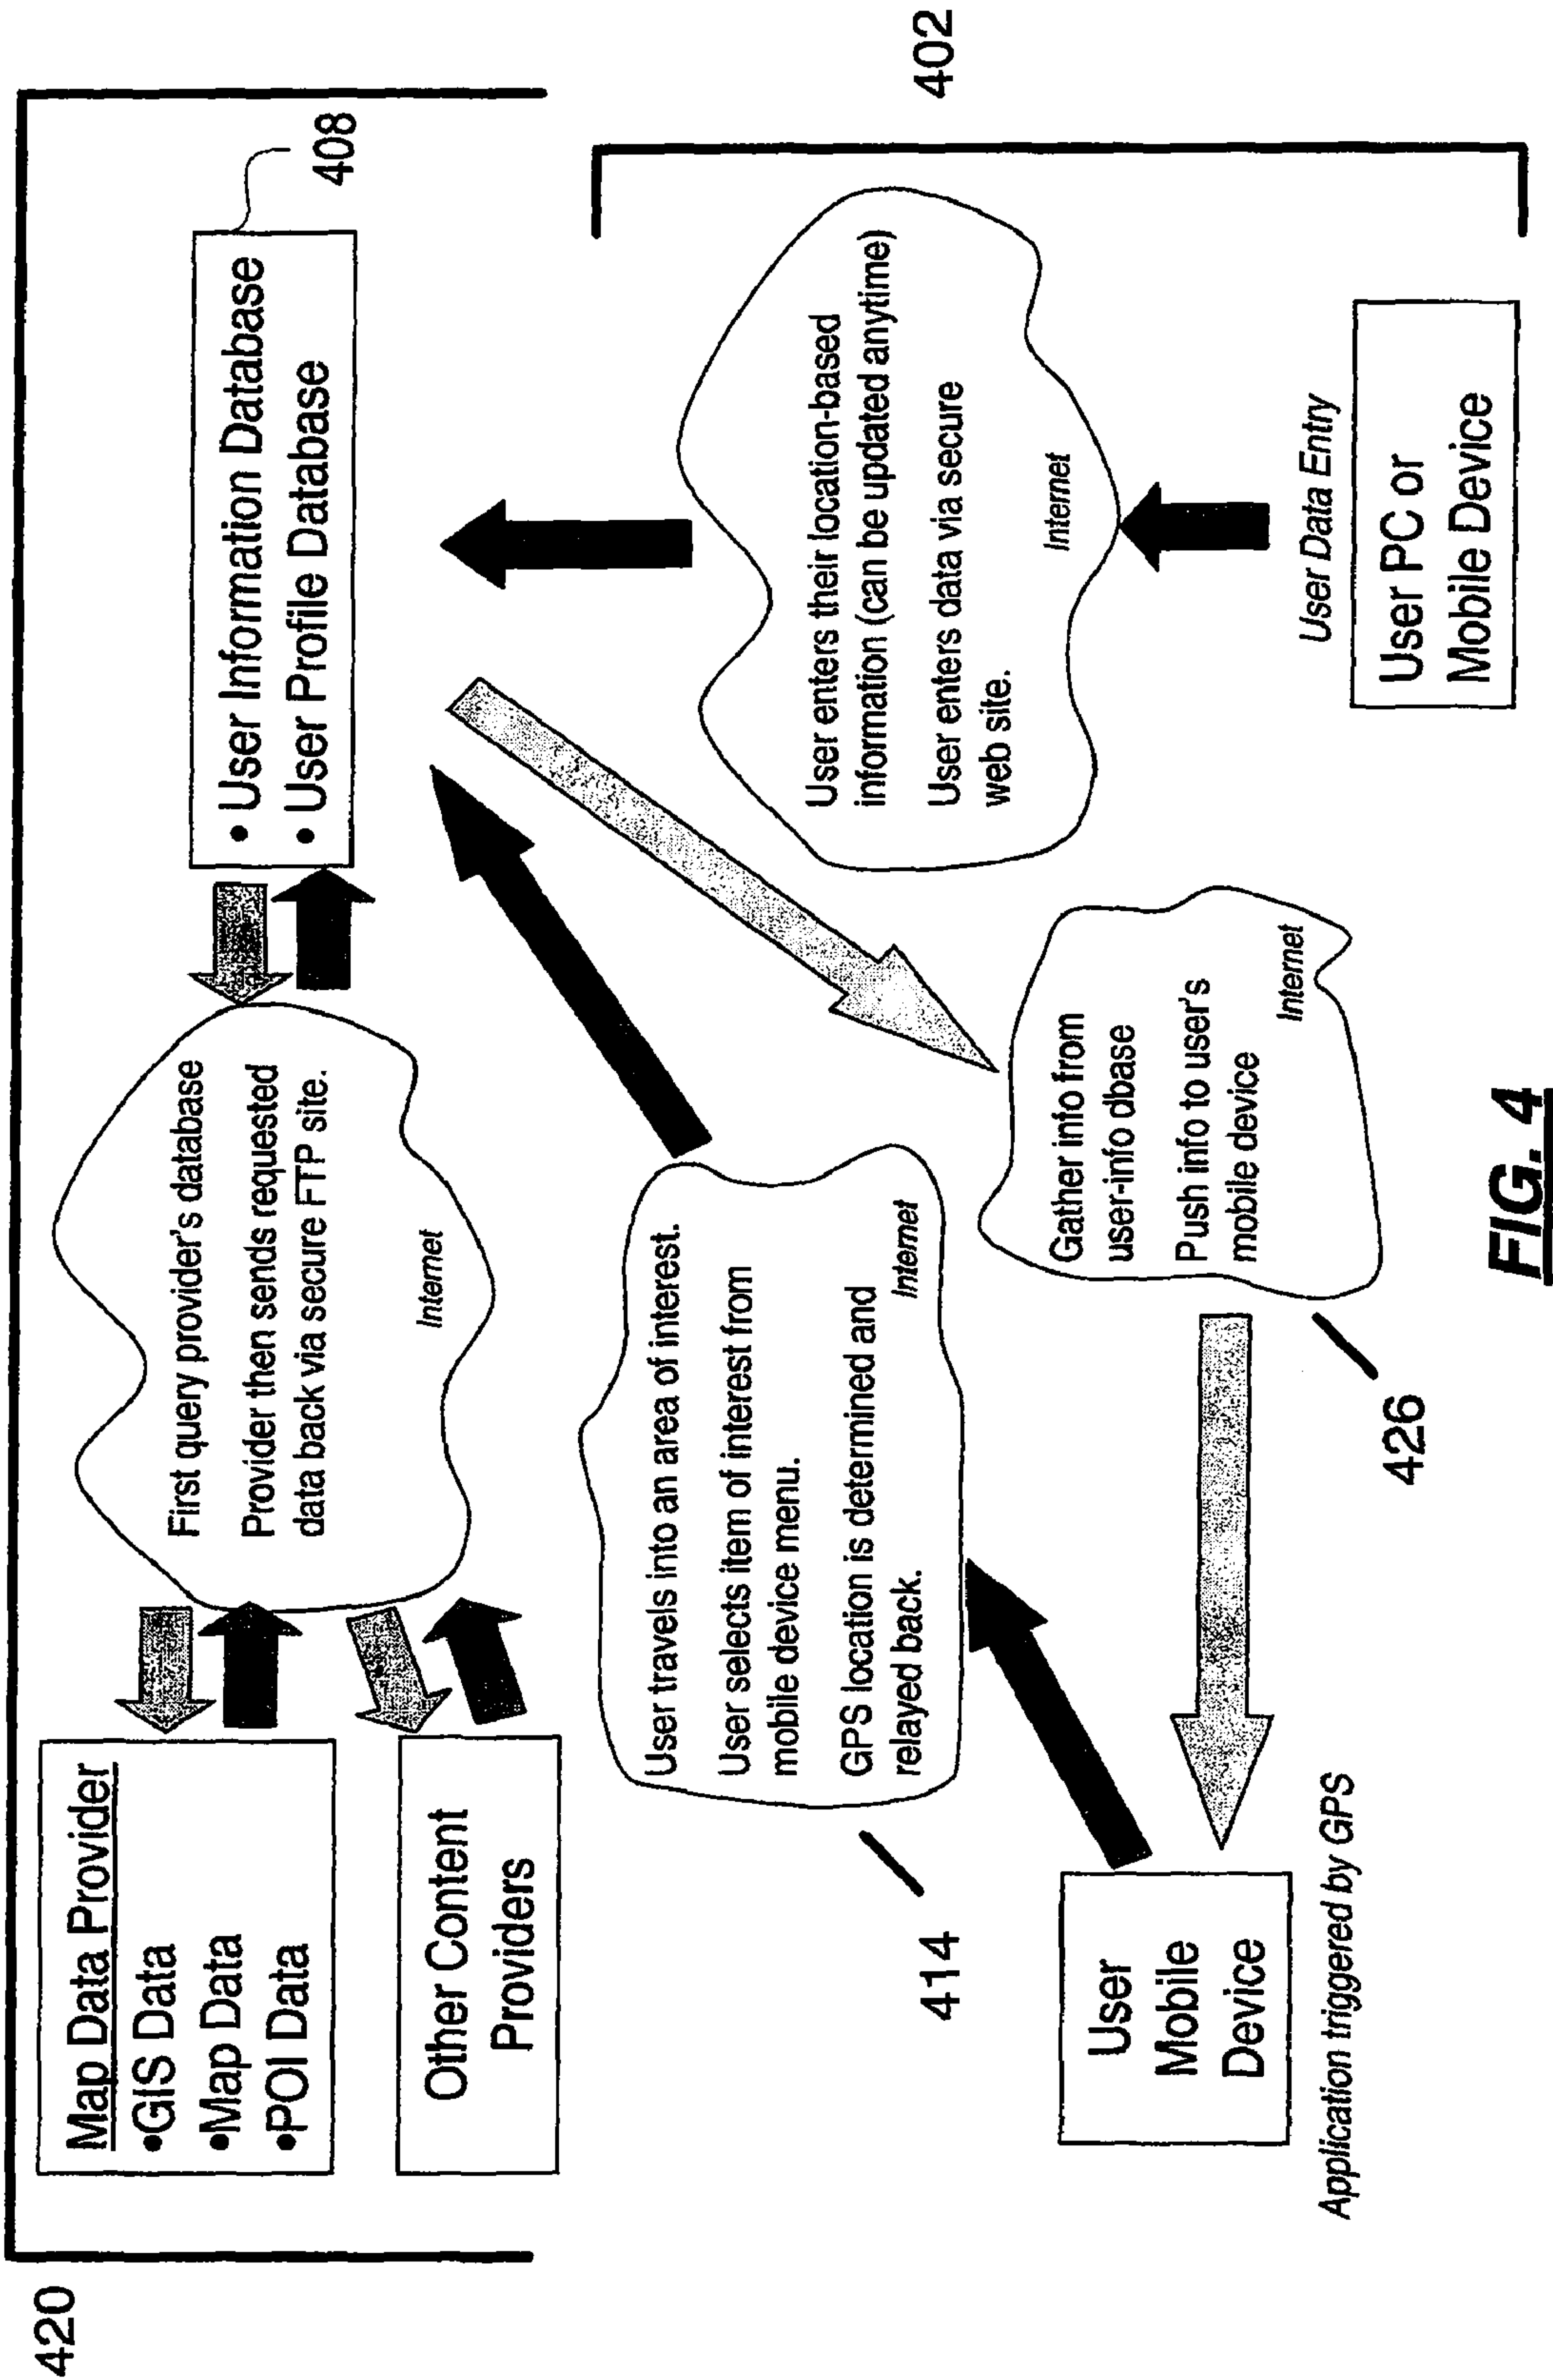 420
Map Data Provider
•GIS Data
•Map Data
•POI Data
Other Content
Providers
First query provider's database
Provider then sends requested
data back via secure FTP site.
Internet
• User Information Database
• User Profile Database
408
User travels into an area of interest.
User selects item of interest from
mobile device menu.
GPS location is determined and
relayed back.
Internet
414
User
Mobile
Device
Application triggered by GPS
Gather info from
user-info dbase
Push info to user's
mobile device
Internet
426
User enters their location-based
information (can be updated anytime)
User enters data via secure
web site.
Internet
402
User Data Entry
User PC or
Mobile Device
FIG. 4